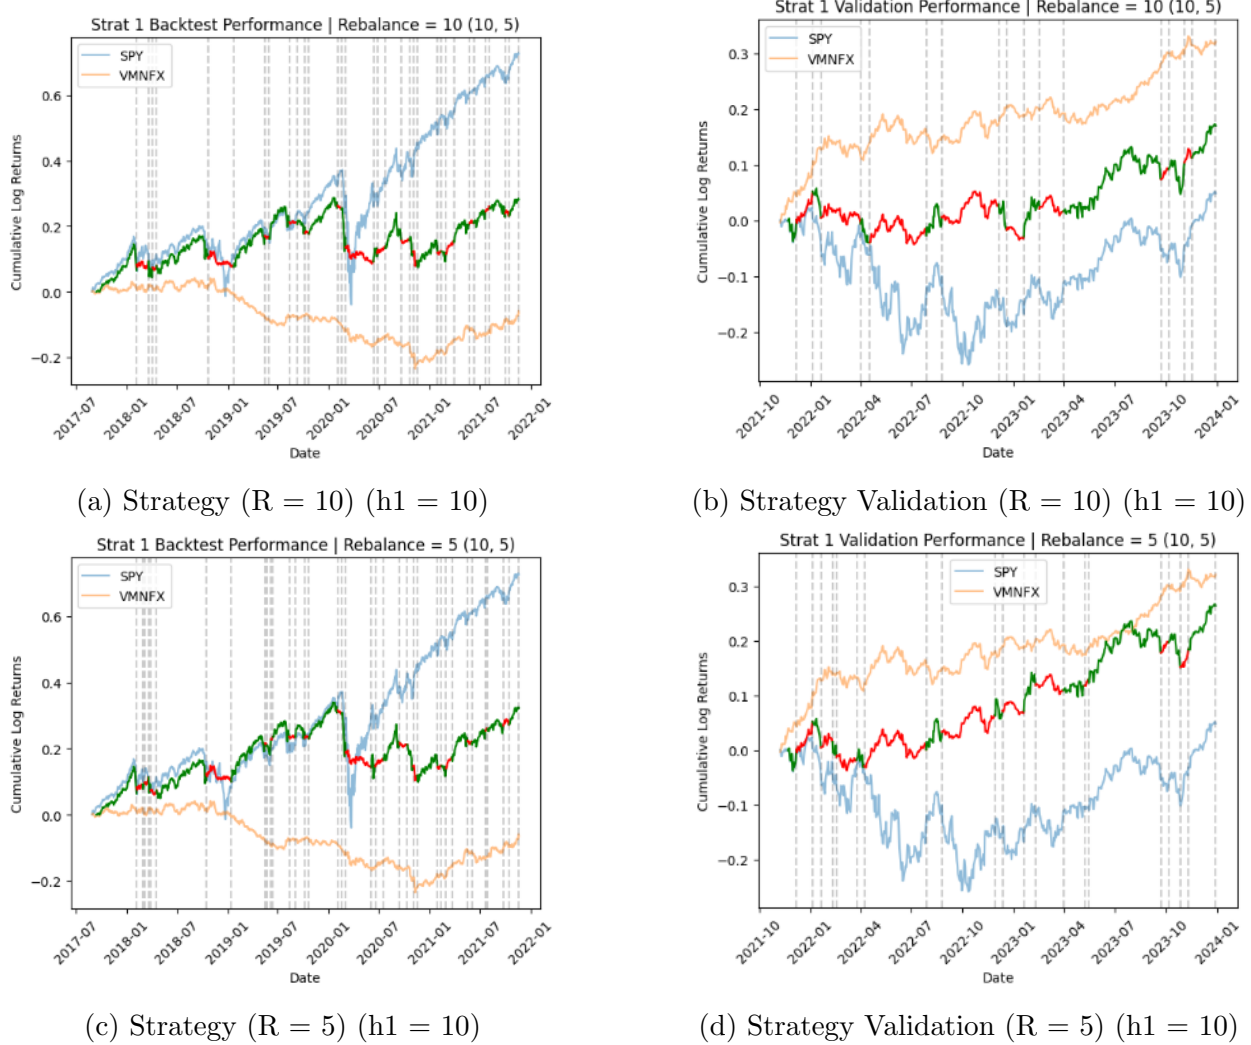 Strat 1 Backtest Performance | Rebalance = 10 (10, 5)
SPY
VMNFX
Cumulative Log Returns
0.6
0.4
0.2
0.0
−0.2
2017-07
2018-01
2018-07
2019-01
2019-07
2020-01
2020-07
2021-01
2021-07
2022-01
Date
(a) Strategy (R = 10) (h1 = 10)
Strat 1 Validation Performance | Rebalance = 10 (10, 5)
SPY
VMNFX
Cumulative Log Returns
0.3
0.2
0.1
0.0
−0.1
−0.2
2021-10
2022-01
2022-04
2022-07
2022-10
2023-01
2023-04
2023-07
2023-10
2024-01
Date
(b) Strategy Validation (R = 10) (h1 = 10)
Strat 1 Backtest Performance | Rebalance = 5 (10, 5)
SPY
VMNFX
Cumulative Log Returns
0.6
0.4
0.2
0.0
−0.2
2017-07
2018-01
2018-07
2019-01
2019-07
2020-01
2020-07
2021-01
2021-07
2022-01
Date
(c) Strategy (R = 5) (h1 = 10)
Strat 1 Validation Performance | Rebalance = 5 (10, 5)
SPY
VMNFX
Cumulative Log Returns
0.3
0.2
0.1
0.0
−0.1
−0.2
2021-10
2022-01
2022-04
2022-07
2022-10
2023-01
2023-04
2023-07
2023-10
2024-01
Date
(d) Strategy Validation (R = 5) (h1 = 10)